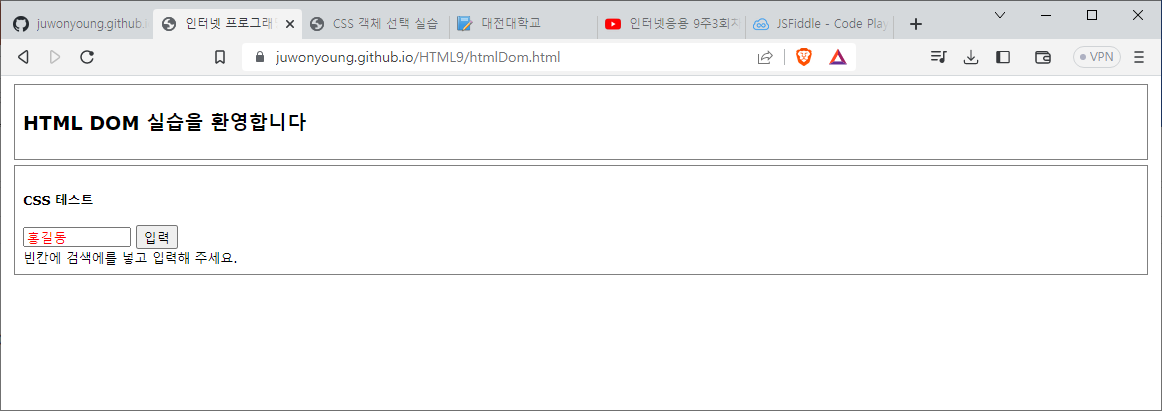 juwonyoung.github.i
인터넷 프로그래
CSS 객체 선택 실습
대전대학교
인터넷응용 9주3회차
JSFiddle - Code Play
juwonyoung.github.io/HTML9/htmlDom.html
VPN
HTML DOM 실습을 환영합니다
CSS 테스트
홍길동 입력
빈칸에 검색에를 넣고 입력해 주세요.